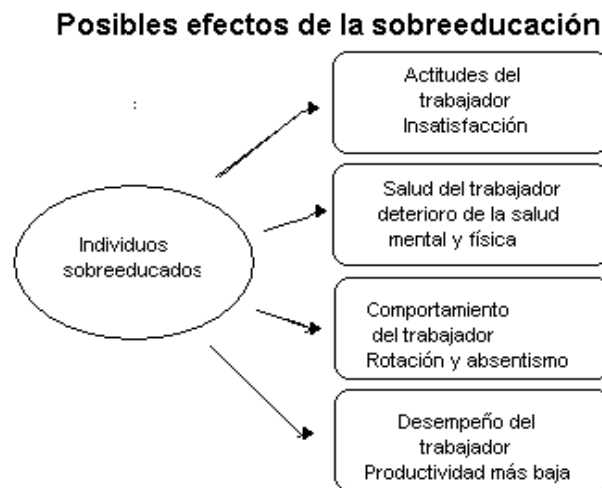 Posibles efectos de la sobreeducación
Actitudes del
trabajador
Insatisfacción
:
Salud del trabajador
deterioro de la salud
mental y física
Individuos
sobreeducados
Comportamiento
del trabajador
Rotación y absentismo
Desempeño del
trabajador
Productividad más baja